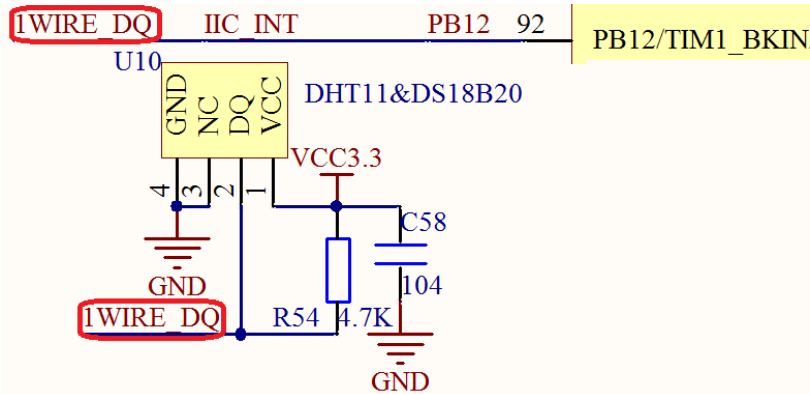 1WIRE_DQ IIC_INT PB12 92 PB12/TIM1_BKIN
U10
GND
NC
DQ
VCC
DHT11&DS18B20
4
3
2
1
VCC3.3
C58
104
GND
1WIRE_DQ
R54 4.7K
GND